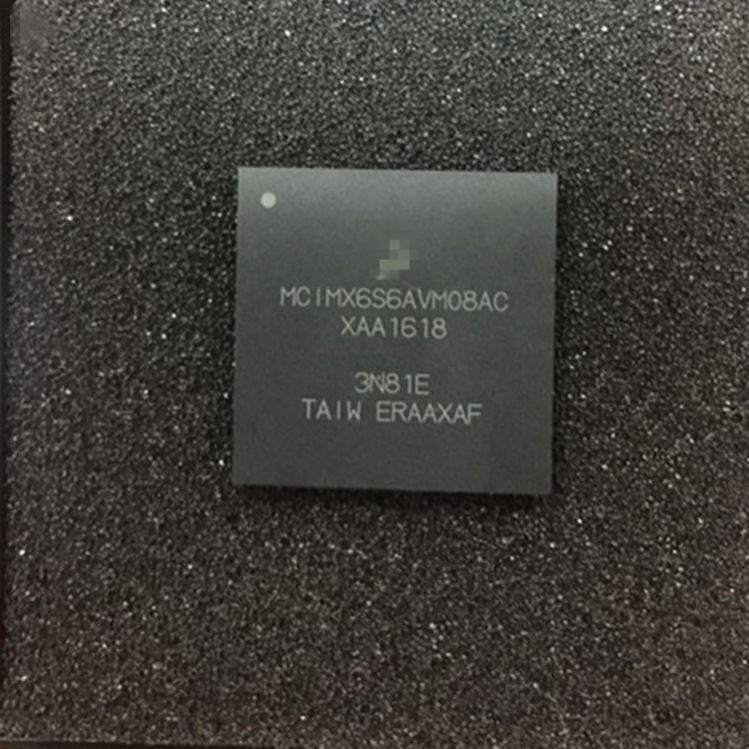 MCIMX6S6AVM08AC
XAA1618
3N81E
TAIW ERAAXAF